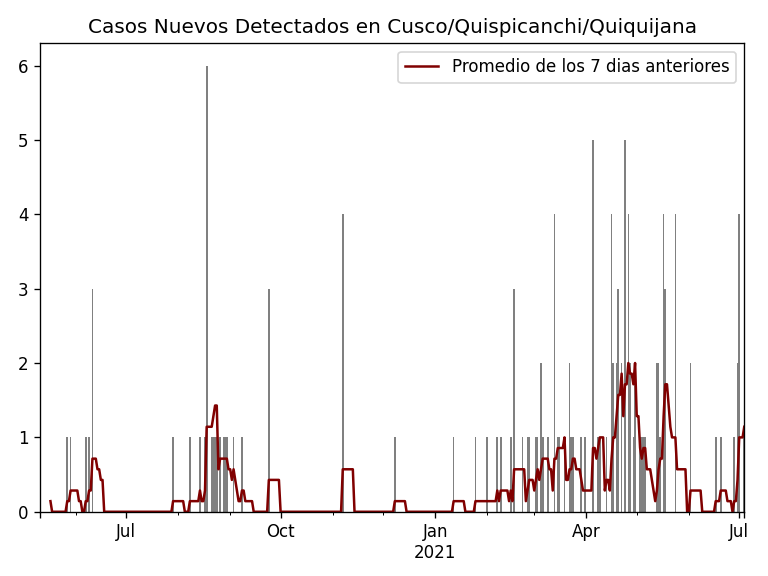 Casos Nuevos Detectados en Cusco/Quispicanchi/Quiquijana
Promedio de los 7 dias anteriores
6
5
4
3
2
1
0
Jul
Oct
Jan
Apr
Jul
2021